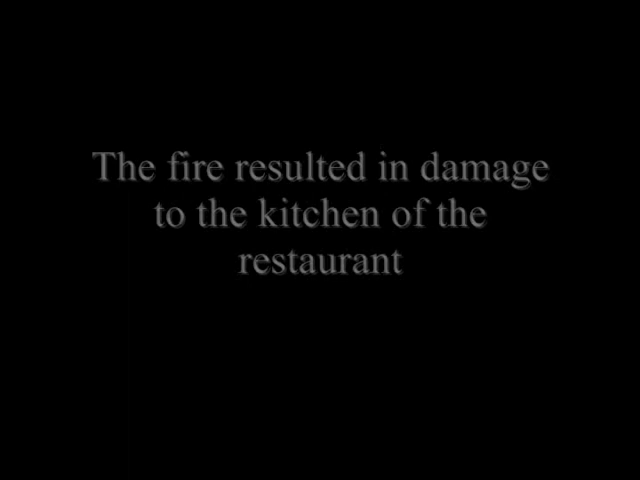 The fire resulted in damage
to the kitchen of the
restaurant